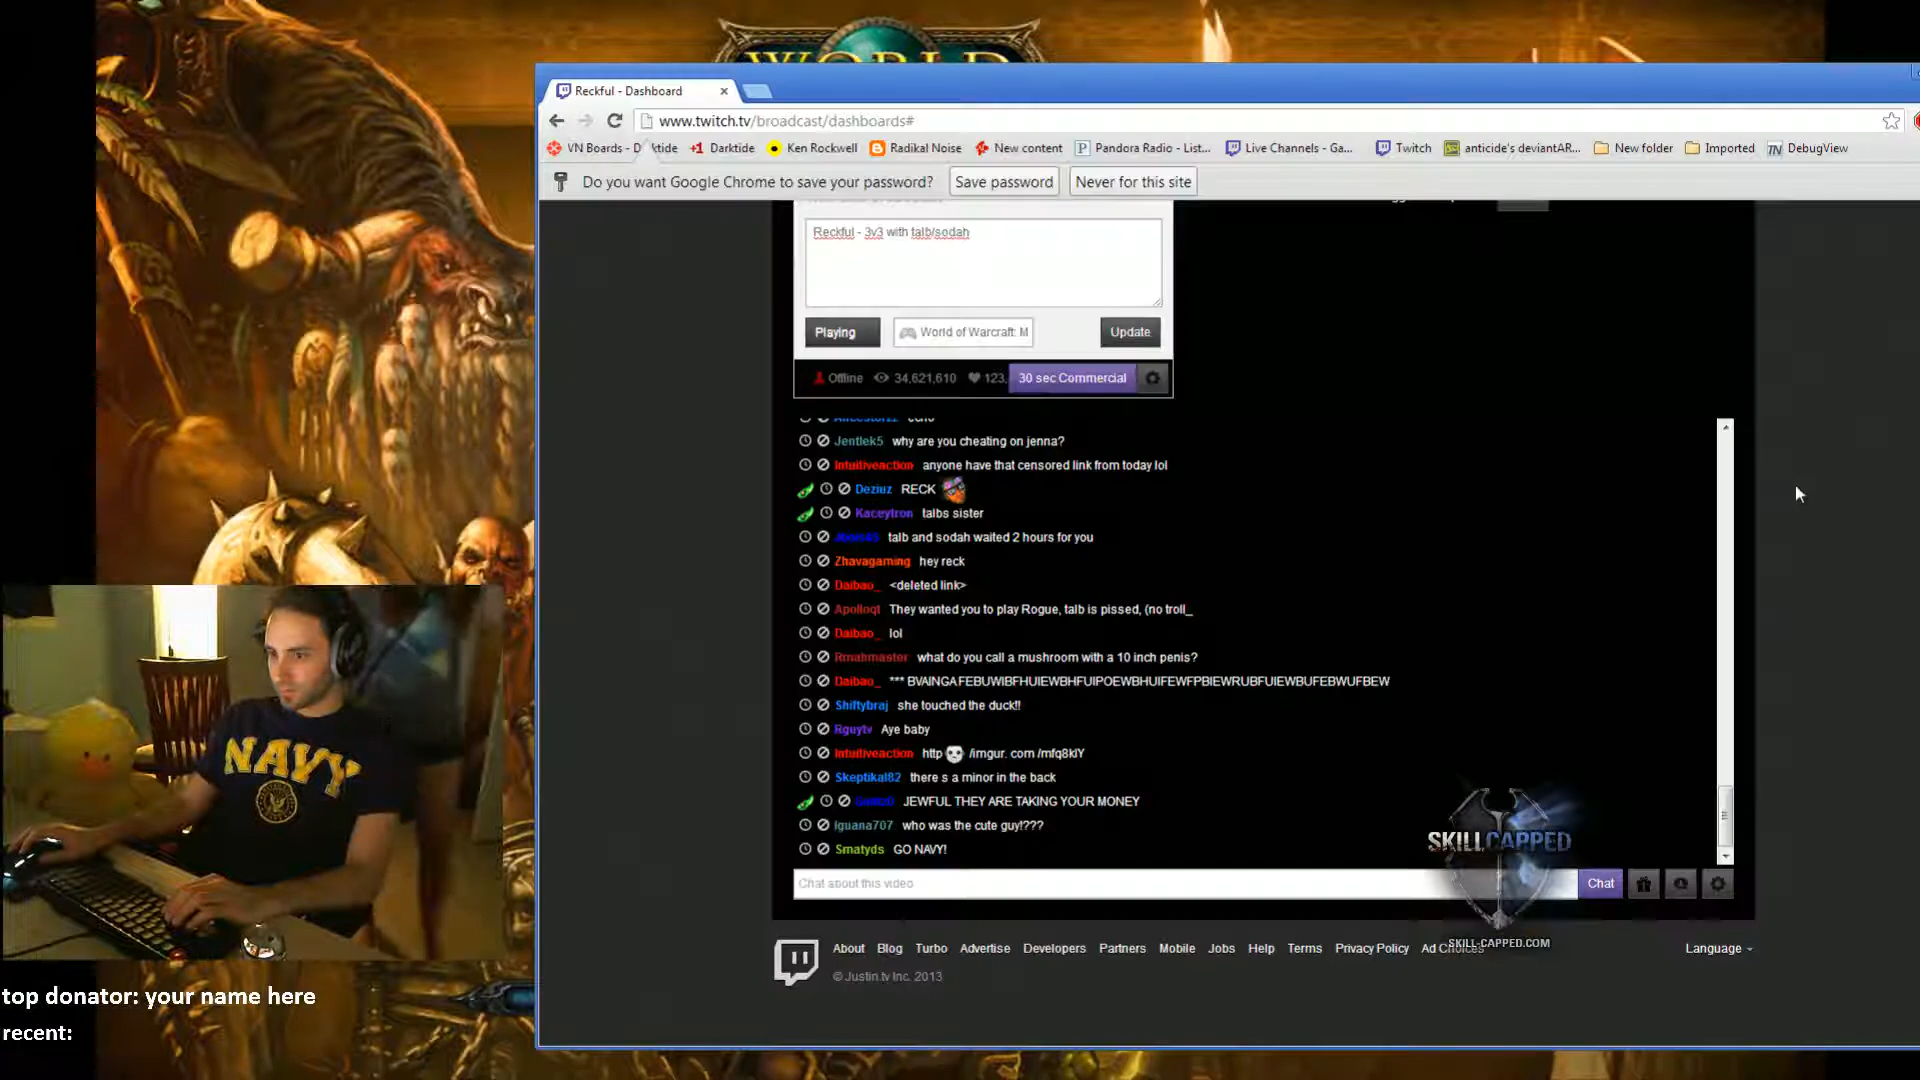 WORLD
Reckful - Dashboard
www.twitch.tv/broadcast/dashboards#
VN Boards - D ktide +1 Darktide Ken Rockwell Radikal Noise New content Pandora Radio - List... Live Channels - Ga... Twitch anticide's deviantAR... New folder Imported DebugView
Do you want Google Chrome to save your password? Save password Never for this site
Reckful - 3v3 with talb/sodah
Playing World of Warcraft: M Update
Offline 34,621,610 123, 30 sec Commercial
Jentlek5 why are you cheating on jenna?
Intuitiveaction anyone have that censored link from today lol
Deziuz RECK
Kaceytron talbs sister
talb and sodah waited 2 hours for you
Zhavagaming hey reck
Daibao_ <deleted link>
Apolloqt They wanted you to play Rogue, talb is pissed, (no troll_
Daibao_ lol
Rmahmaster what do you call a mushroom with a 10 inch penis?
Daibao_ *** BVAINGAFEBUWIBFHUIEWBHFUIPOEWBHUIFEWFPBIEWRUBFUIEWBUFEBWUFBEW
Shiftybraj she touched the duck!!
Rguytv Aye baby
Intuitiveaction http /imgur. com /mfq8klY
Skeptikal82 there s a minor in the back
JEWFUL THEY ARE TAKING YOUR MONEY
Iguana707 who was the cute guy!???
Smatyds GO NAVY!
Chat about this video Chat
SKILLCAPPED
SKILL-CAPPED.COM
About Blog Turbo Advertise Developers Partners Mobile Jobs Help Terms Privacy Policy Ad Choices Language
© Justin.tv Inc. 2013
NAVY
top donator: your name here
recent: